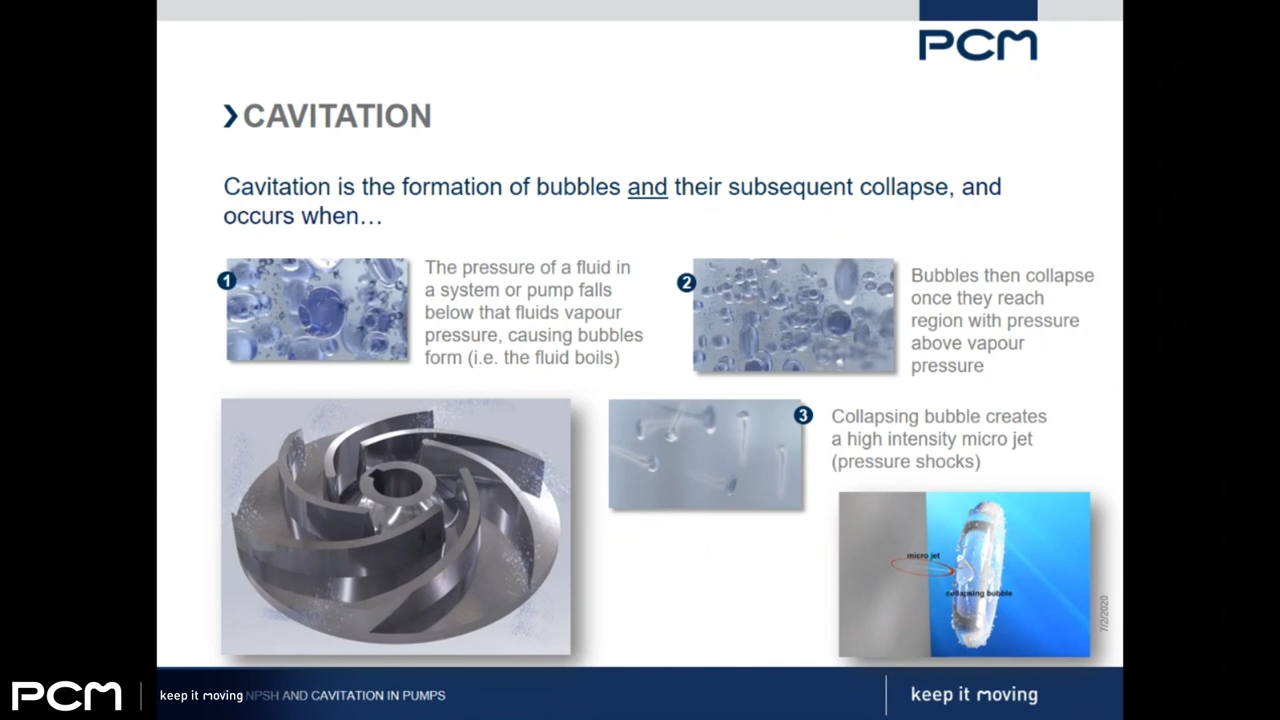 PCM
CAVITATION
Cavitation is the formation of bubbles and their subsequent collapse, and
occurs when…
1
The pressure of a fluid in
a system or pump falls
below that fluids vapour
pressure, causing bubbles
form (i.e. the fluid boils)
2
Bubbles then collapse
once they reach
region with pressure
above vapour
pressure
3
Collapsing bubble creates
a high intensity micro jet
(pressure shocks)
micro jet
collapsing bubble
7/2/2020
PCM
keep it moving
NPSH AND CAVITATION IN PUMPS
keep it moving